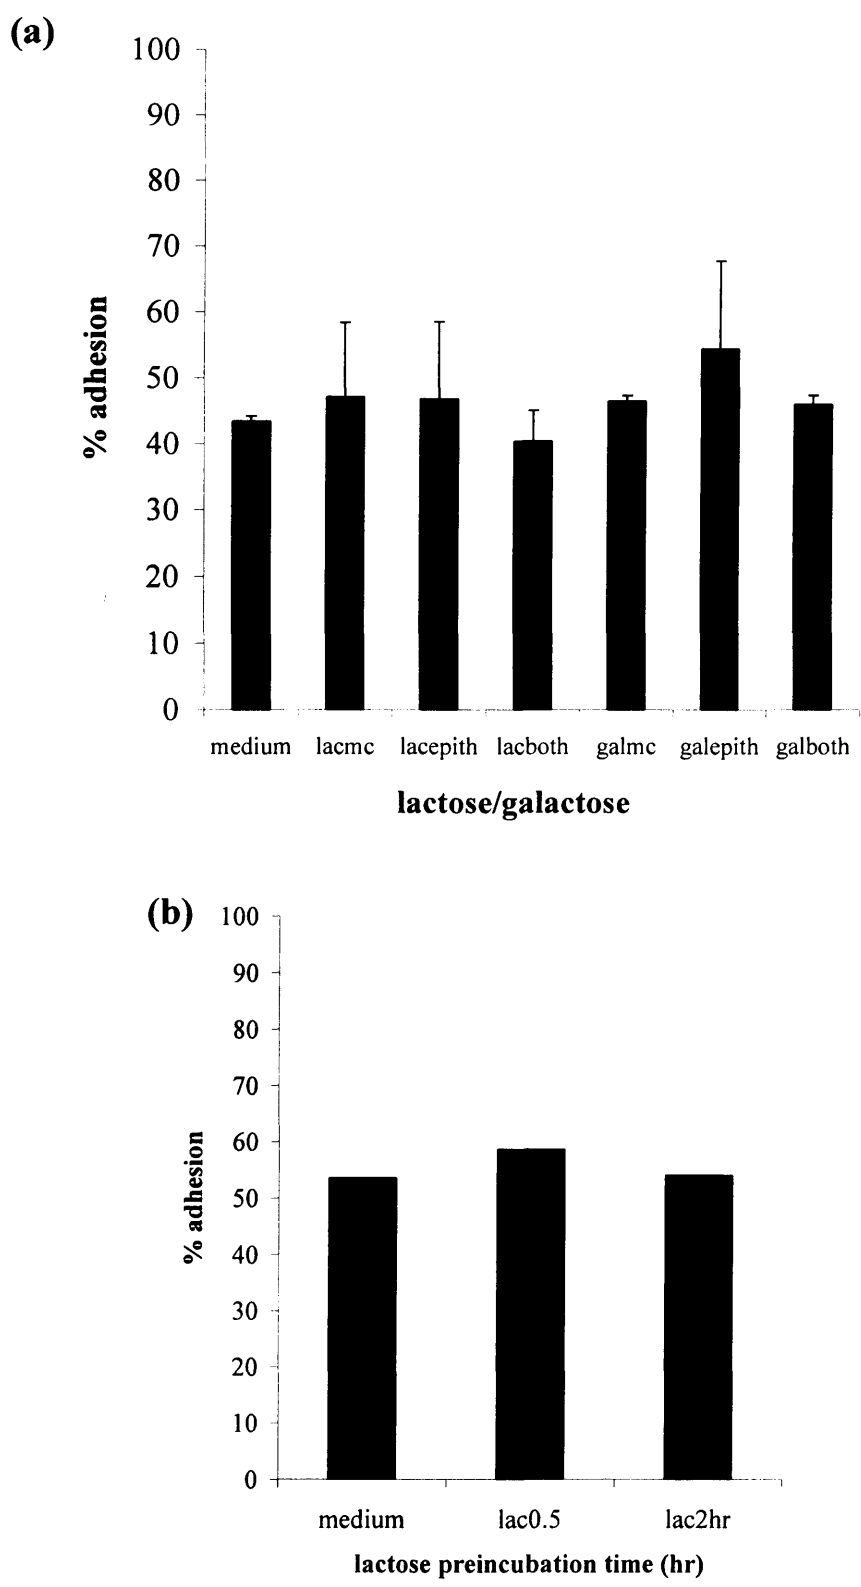 (a)
100
90
80
70
60
50
40
30
20
10
0
% adhesion
medium lacmc lacepith lacboth galmc galepith galboth
lactose/galactose
(b)
100
90
80
70
60
50
40
30
20
10
0
% adhesion
medium lac0.5 lac2hr
lactose preincubation time (hr)